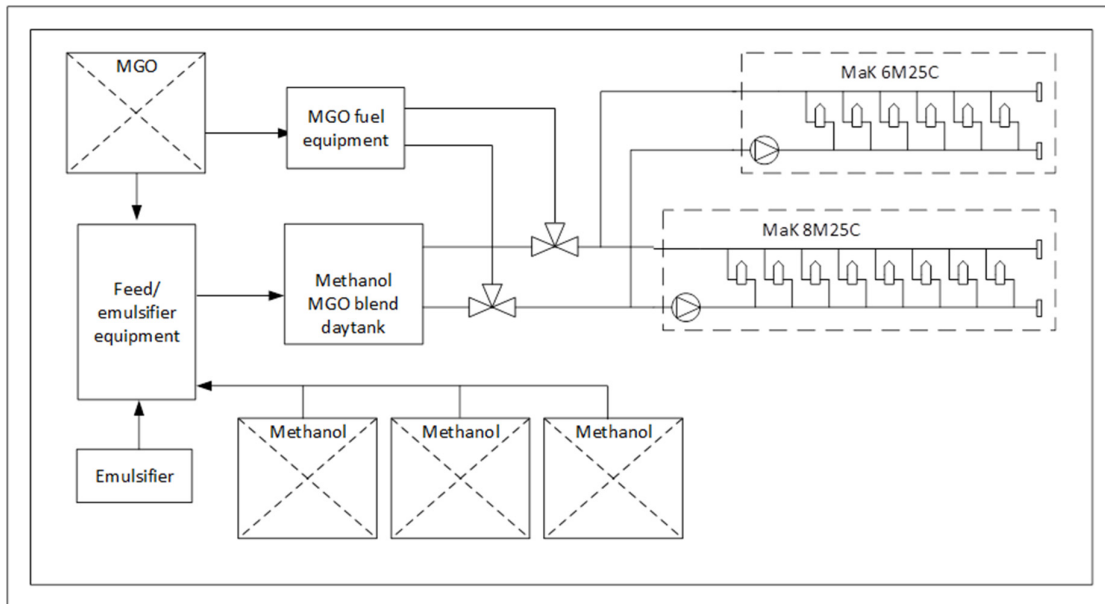 MGO
MGO fuel
equipment
MaK 6M25C
MaK 8M25C
Feed/
emulsifier
equipment
Methanol
MGO blend
daytank
Methanol
Methanol
Methanol
Emulsifier